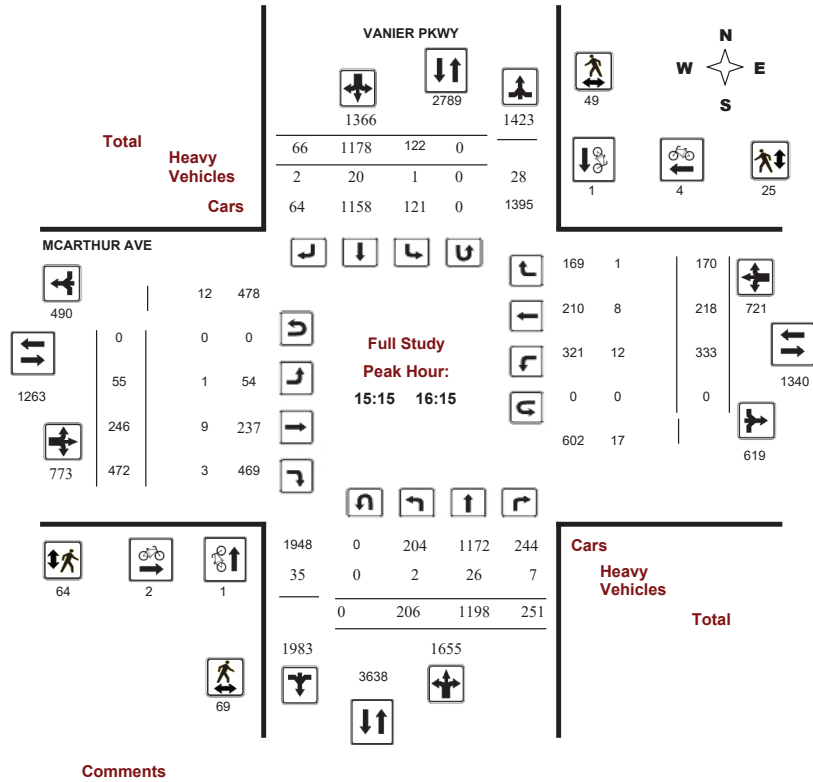 VANIER PKWY
N
W E
S
2789
49
1366 1423
Total 66 1178 122 0
Heavy
Vehicles 2 20 1 0 28
Cars 64 1158 121 0 1395
1 4 25
MCARTHUR AVE
490 12 478
0 0 0
1263 55 1 54
246 9 237
773 472 3 469
Full Study
Peak Hour:
15:15 16:15
169 1 170
210 8 218 721
321 12 333 1340
0 0 0
602 17 619
1948 0 204 1172 244 Cars
35 0 2 26 7 Heavy
Vehicles
0 206 1198 251 Total
64 2 1
1983 1655
3638
69
Comments